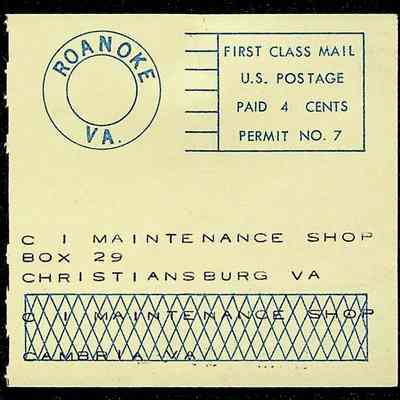 ROANOKE
VA.
FIRST CLASS MAIL
U.S. POSTAGE
PAID 4 CENTS
PERMIT NO. 7
C I MAINTENANCE SHOP
BOX 29
CHRISTIANSBURG VA
C I MAINTENANCE SHOP
CAMBRIA VA